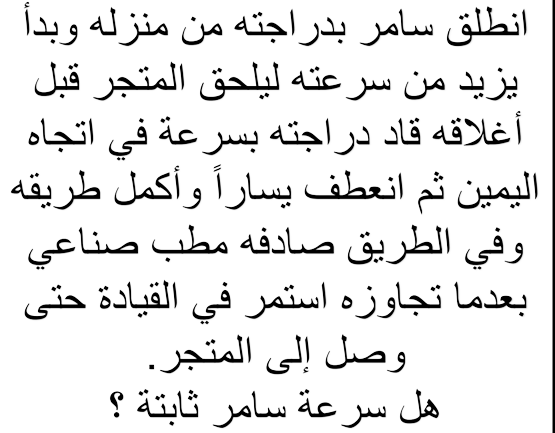 انطلق سامر بدراجته من منزله وبدأ
يزيد من سرعته ليلحق المتجر قبل
أغلاقه قاد دراجته بسرعة في اتجاه
اليمين ثم انعطف يساراً وأكمل طريقه
وفي الطريق صادفه مطب صناعي
بعدما تجاوزه استمر في القيادة حتى
وصل إلى المتجر.
هل سرعة سامر ثابتة ؟